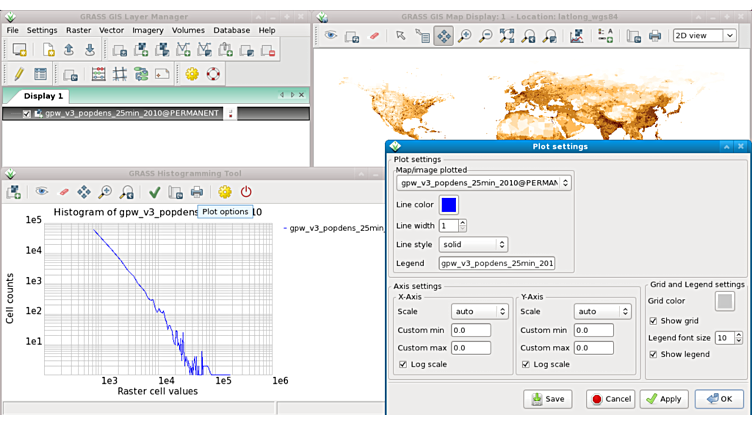 GRASS GIS Layer Manager
File Settings Raster Vector Imagery Volumes Database Help
Display 1
gpw_v3_popdens_25min_2010@PERMANENT
GRASS GIS Map Display: 1 - Location: latlong_wgs84
2D view
GRASS GIS Histogramming Tool
Histogram of gpw_v3_popdens
10
Plot options
gpw_v3_popdens_25min_
1e5
1e4
1e3
1e2
1e1
Cell counts
1e3 1e4 1e5 1e6
Raster cell values
Plot settings
Plot settings
Map/image plotted
gpw_v3_popdens_25min_2010@PERMAN
Line color
Line width 1
Line style solid
Legend gpw_v3_popdens_25min_201
Axis settings
X-Axis
Scale auto
Custom min 0.0
Custom max 0.0
Log scale
Y-Axis
Scale auto
Custom min 0.0
Custom max 0.0
Log scale
Grid and Legend settings
Grid color
Show grid
Legend font size 10
Show legend
Save Cancel Apply OK